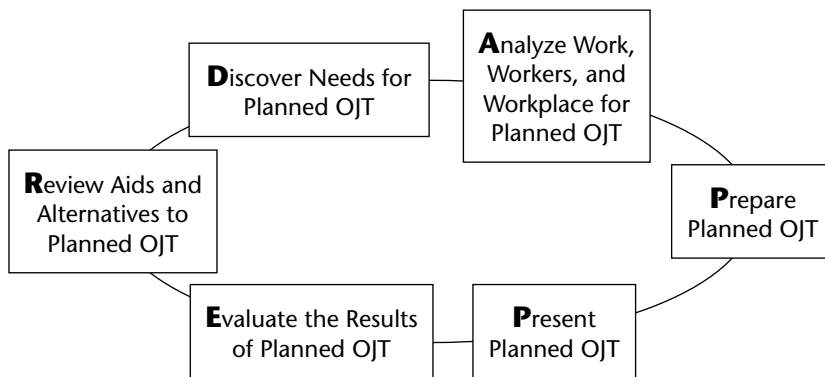 Discover Needs for
Planned OJT
Analyze Work,
Workers, and
Workplace for
Planned OJT
Prepare
Planned OJT
Present
Planned OJT
Evaluate the Results
of Planned OJT
Review Aids and
Alternatives to
Planned OJT